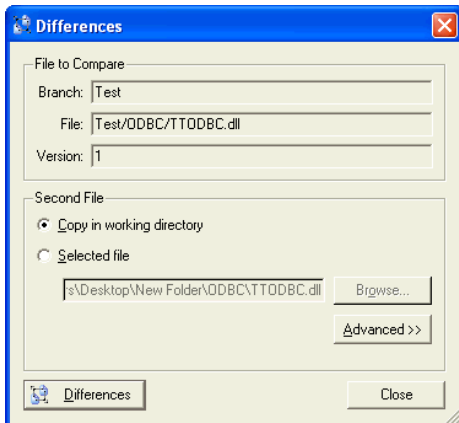 Differences
File to Compare
Branch: Test
File: Test/ODBC/TTODBC.dll
Version: 1
Second File
Copy in working directory
Selected file
's\Desktop\New Folder\ODBC\TTODBC.dll Browse...
Advanced >>
Differences Close